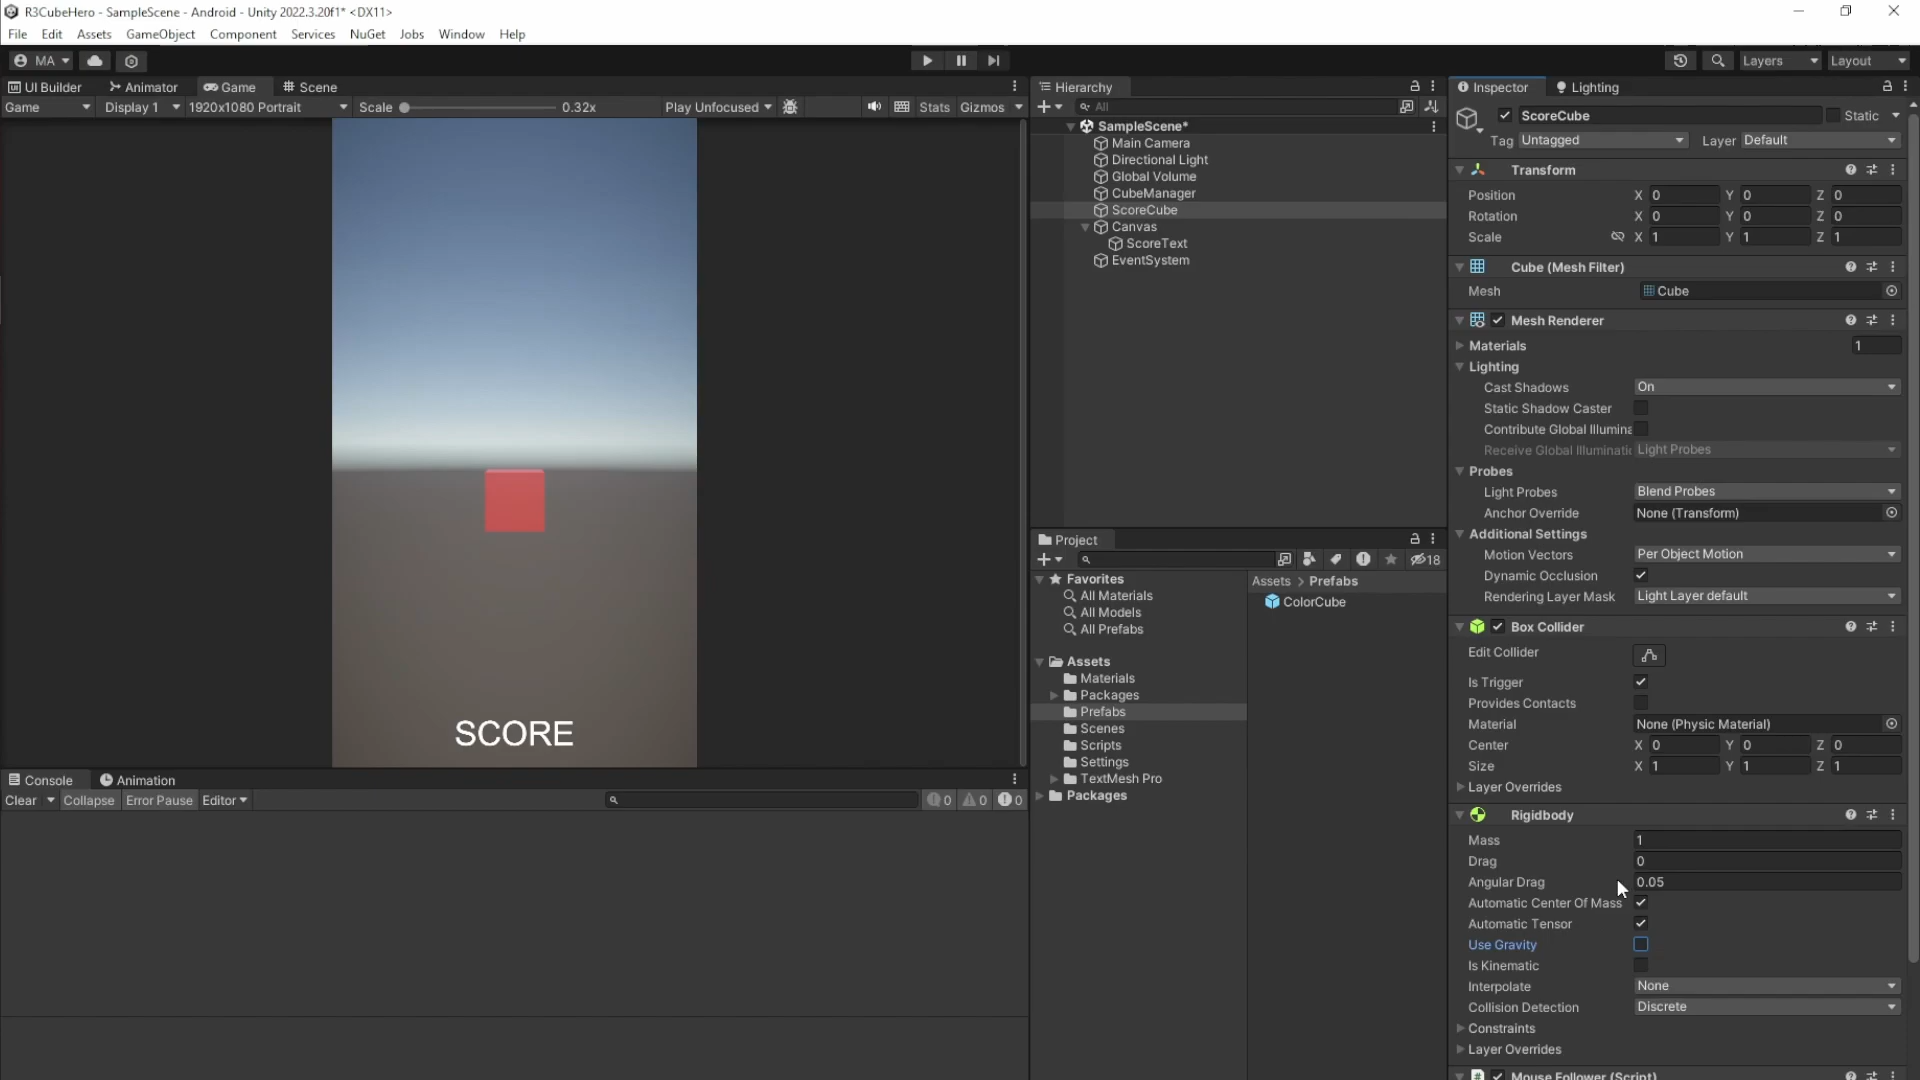 R3CubeHero - SampleScene - Android - Unity 2022.3.20f1* <DX11>
File Edit Assets GameObject Component Services NuGet Jobs Window Help
MA Layers Layout
UI Builder Animator Game Scene
Game Display 1 1920x1080 Portrait Scale 0.32x Play Unfocused Stats Gizmos
SCORE
Console Animation
Clear Collapse Error Pause Editor 0 0 0
Hierarchy
All
SampleScene*
Main Camera
Directional Light
Global Volume
CubeManager
ScoreCube
Canvas
ScoreText
EventSystem
Project
18
Favorites
All Materials
All Models
All Prefabs
Assets
Materials
Packages
Prefabs
Scenes
Scripts
Settings
TextMesh Pro
Packages
Assets > Prefabs
ColorCube
Inspector Lighting
ScoreCube Static
Tag Untagged Layer Default
Transform
Position X 0 Y 0 Z 0
Rotation X 0 Y 0 Z 0
Scale X 1 Y 1 Z 1
Cube (Mesh Filter)
Mesh Cube
Mesh Renderer
Materials 1
Lighting
Cast Shadows On
Static Shadow Caster
Contribute Global Illumina
Receive Global Illuminati Light Probes
Probes
Light Probes Blend Probes
Anchor Override None (Transform)
Additional Settings
Motion Vectors Per Object Motion
Dynamic Occlusion
Rendering Layer Mask Light Layer default
Box Collider
Edit Collider
Is Trigger
Provides Contacts
Material None (Physic Material)
Center X 0 Y 0 Z 0
Size X 1 Y 1 Z 1
Layer Overrides
Rigidbody
Mass 1
Drag 0
Angular Drag 0.05
Automatic Center Of Mass
Automatic Tensor
Use Gravity
Is Kinematic
Interpolate None
Collision Detection Discrete
Constraints
Layer Overrides
Mouse Follower (Script)